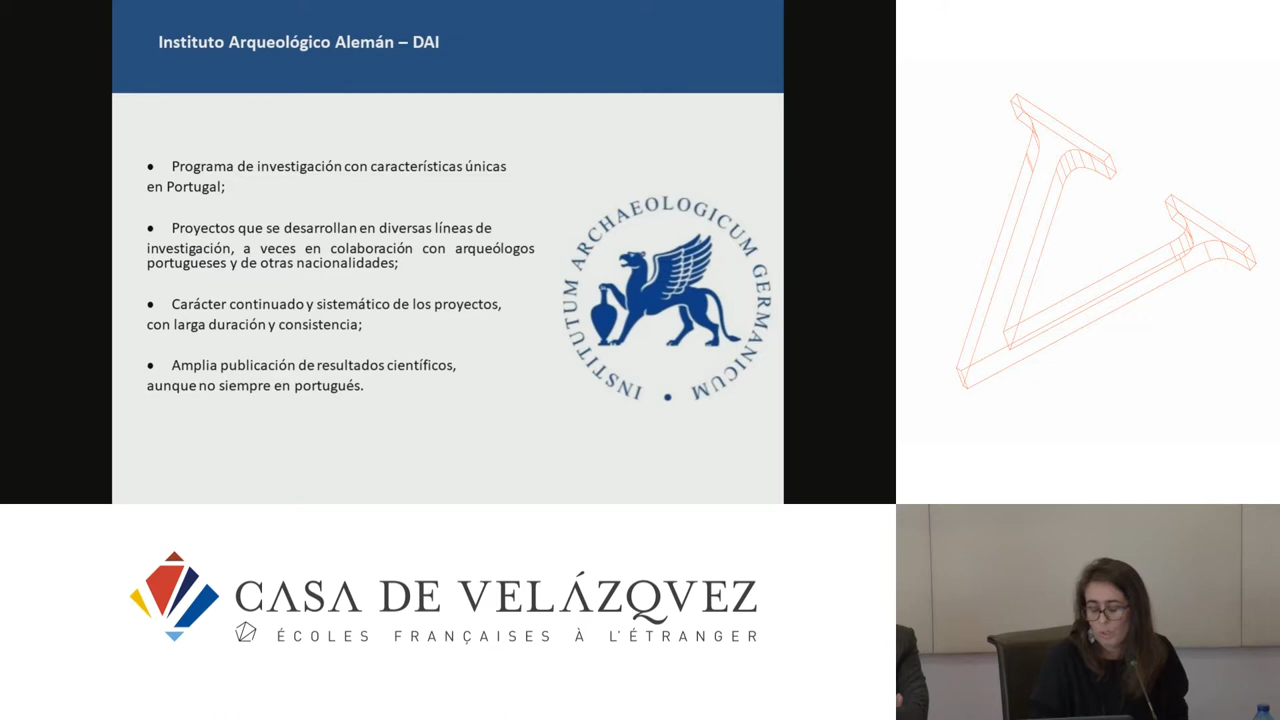 Instituto Arqueológico Alemán – DAI
• Programa de investigación con características únicas
en Portugal;
• Proyectos que se desarrollan en diversas líneas de
investigación, a veces en colaboración con arqueólogos
portugueses y de otras nacionalidades;
• Carácter continuado y sistemático de los proyectos,
con larga duración y consistencia;
• Amplia publicación de resultados científicos,
aunque no siempre en portugués.
INSTITUTUM ARCHAEOLOGICUM GERMANICUM •
CASA DE VELÁZQVEZ
ÉCOLES FRANÇAISES À L'ÉTRANGER